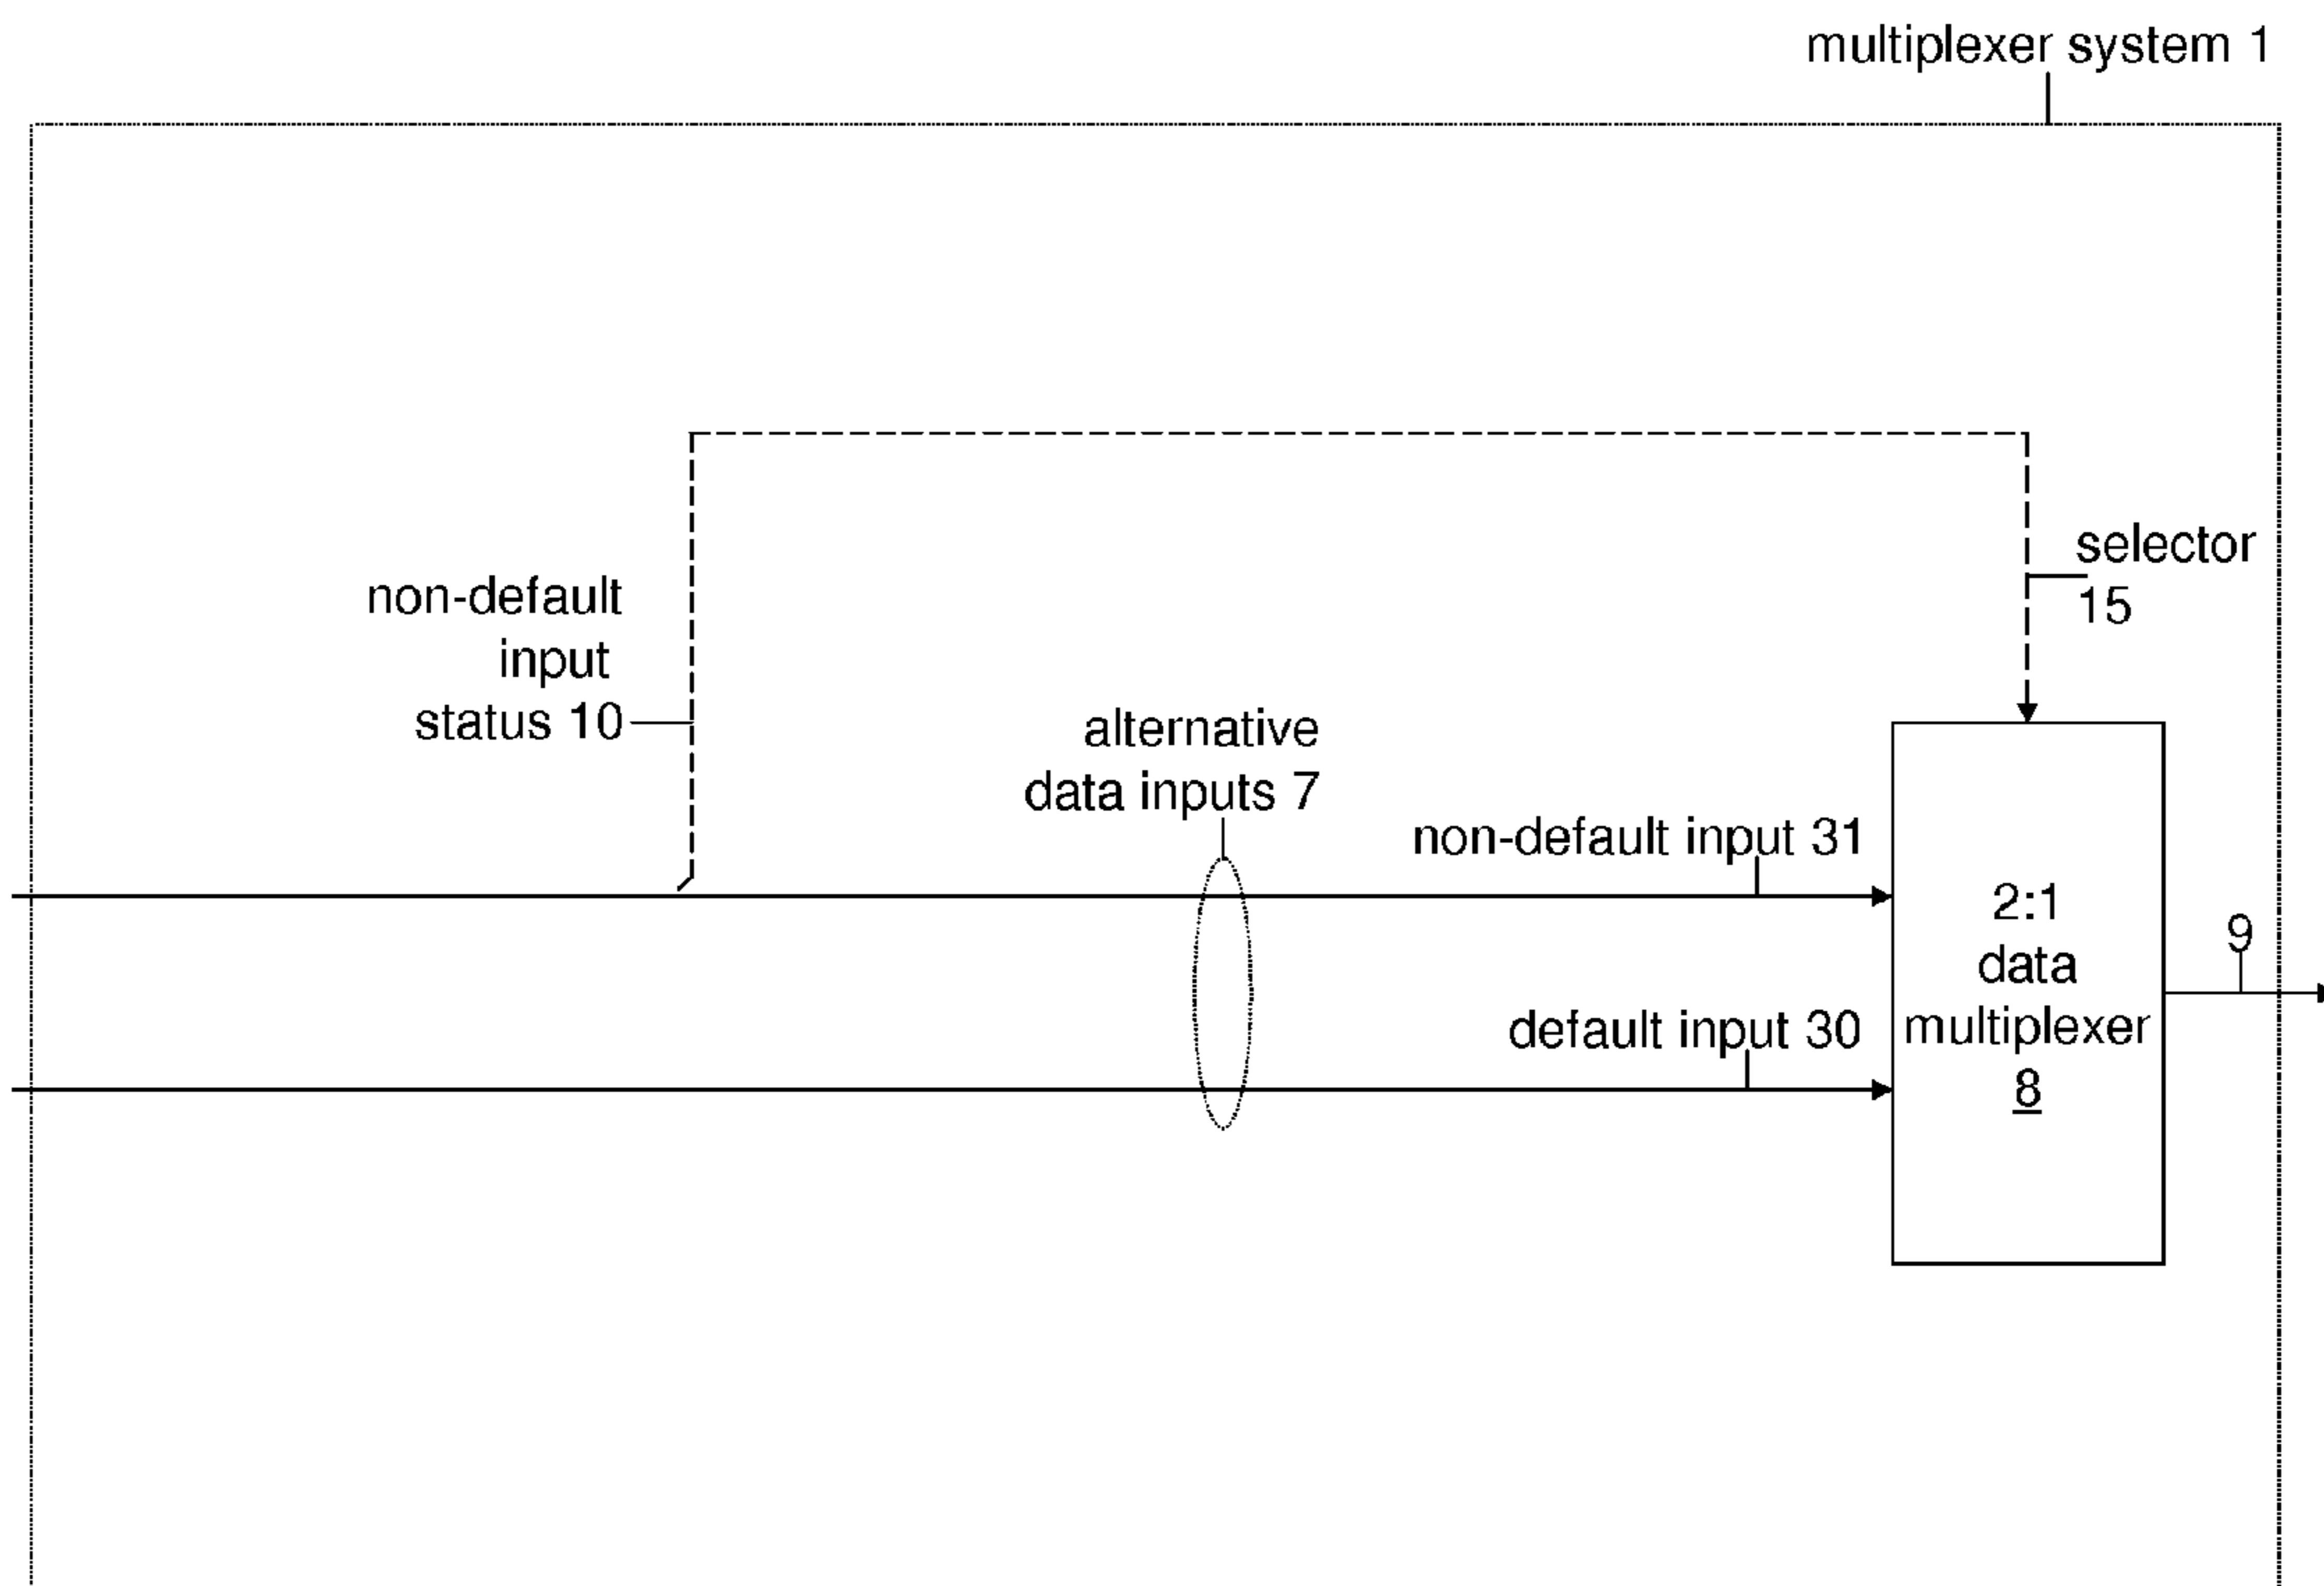 multiplexer system 1
selector
15
non-default
input
status 10
alternative
data inputs 7
non-default input 31
default input 30
2:1
data
multiplexer
8
9